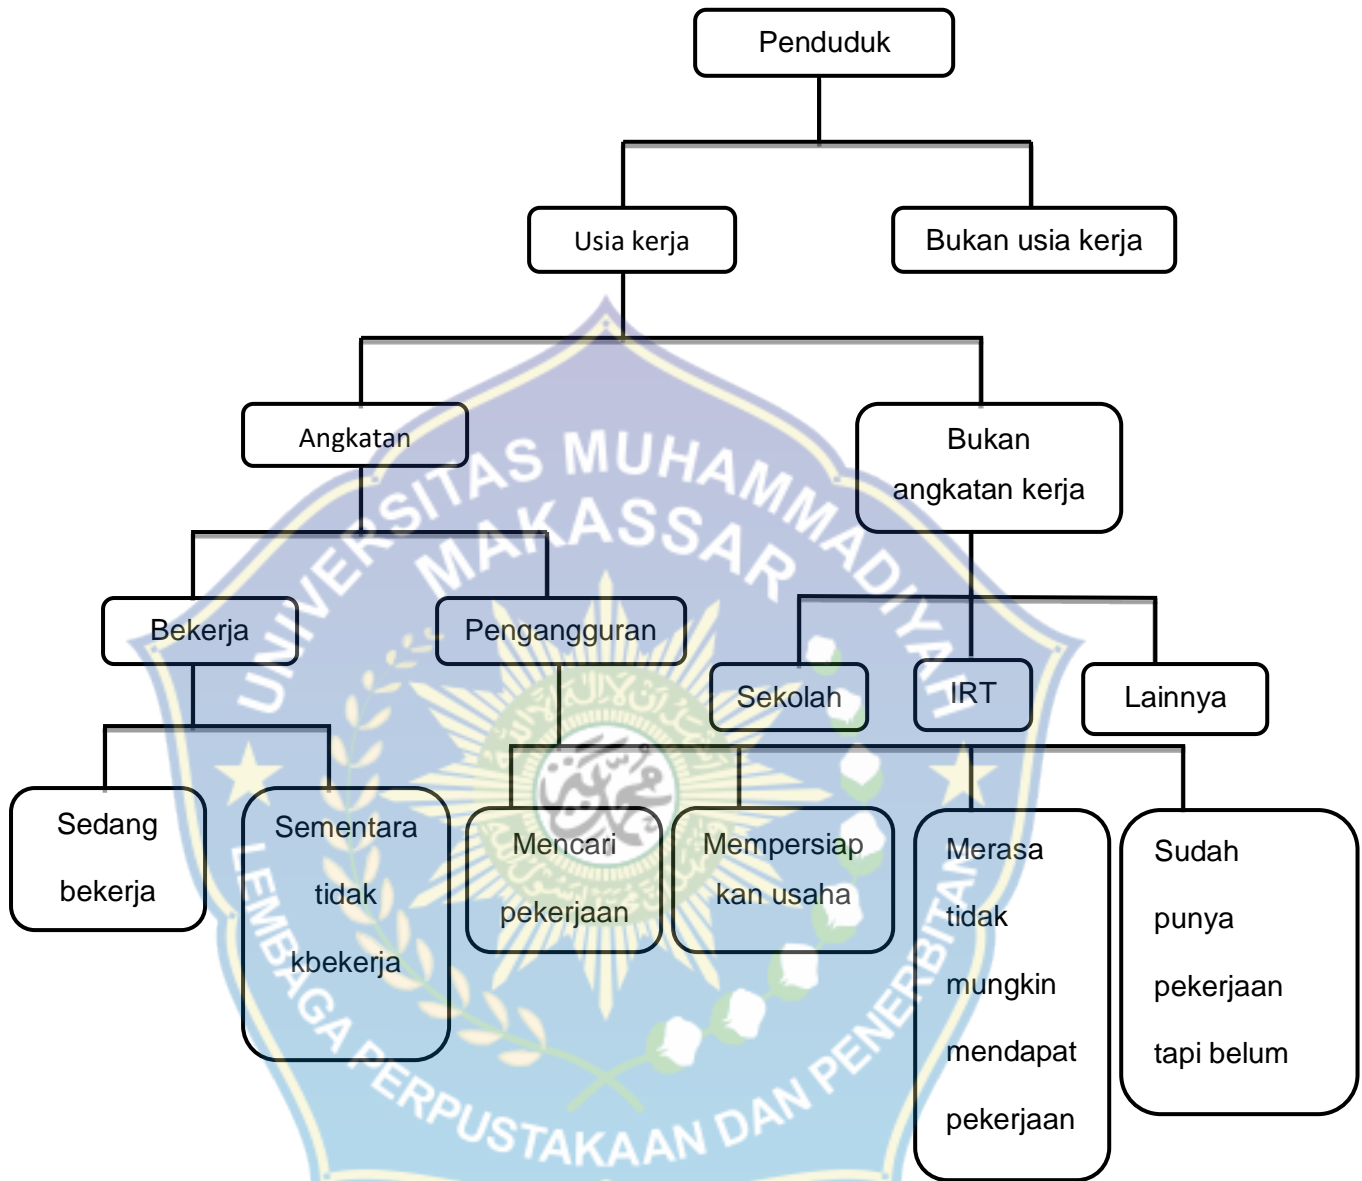 Penduduk
Usia kerja
Bukan usia kerja
Angkatan
Bukan
angkatan kerja
UNIVERSITAS MUHAMMADIYAH
MAKASSAR
Bekerja
Pengangguran
Sekolah
IRT
Lainnya
Sedang
bekerja
Sementara
tidak
kbekerja
Mencari
pekerjaan
Mempersiap
kan usaha
Merasa
tidak
mungkin
mendapat
pekerjaan
Sudah
punya
pekerjaan
tapi belum
LEMBAGA PERPUSTAKAAN DAN PENERBITAN